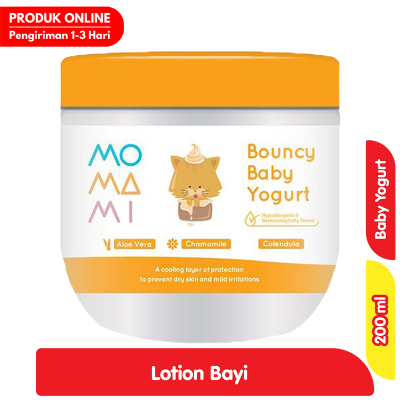 PRODUK ONLINE
Pengiriman 1-3 Hari
MO
MA
MI
Bouncy
Baby
Yogurt
Hypoallergenic &
Dermatologically Tested
Aloe Vera
Chamomile
Calendula
A cooling layer of protection
to prevent dry skin and mild irritations
Baby Yogurt
200 ml
Lotion Bayi